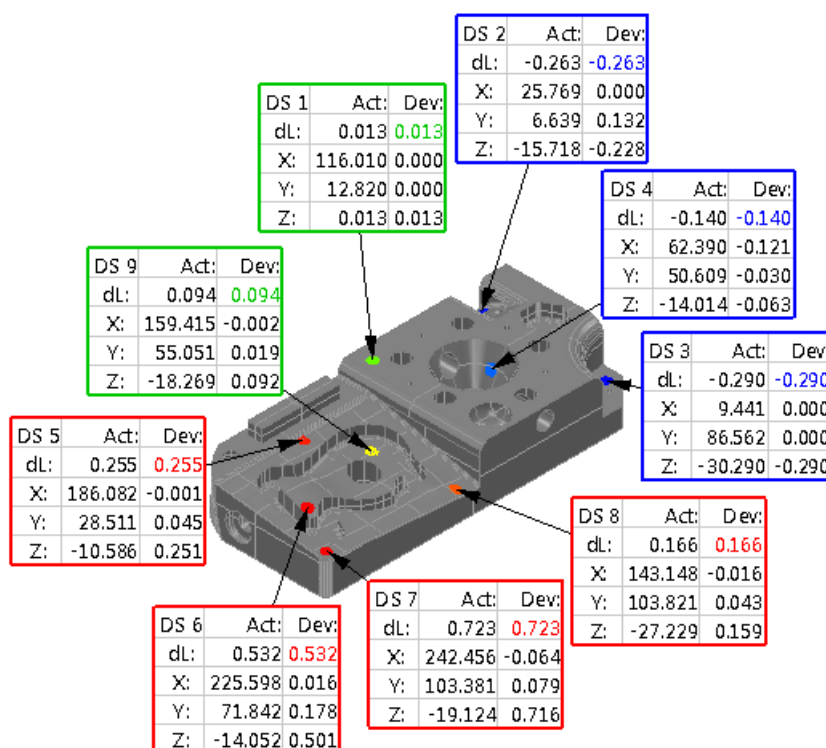 DS 2 Act: Dev:
dL: -0.263 -0.263
X: 25.769 0.000
Y: 6.639 0.132
Z: -15.718 -0.228
DS 1 Act: Dev:
dL: 0.013 0.013
X: 116.010 0.000
Y: 12.820 0.000
Z: 0.013 0.013
DS 4 Act: Dev:
dL: -0.140 -0.140
X: 62.390 -0.121
Y: 50.609 -0.030
Z: -14.014 -0.063
DS 9 Act: Dev:
dL: 0.094 0.094
X: 159.415 -0.002
Y: 55.051 0.019
Z: -18.269 0.092
DS 3 Act: Dev
dL: -0.290 -0.290
X: 9.441 0.000
Y: 86.562 0.000
Z: -30.290 -0.290
DS 5 Act: Dev:
dL: 0.255 0.255
X: 186.082 -0.001
Y: 28.511 0.045
Z: -10.586 0.251
DS 8 Act: Dev:
dL: 0.166 0.166
X: 143.148 -0.016
Y: 103.821 0.043
Z: -27.229 0.159
DS 7 Act: Dev:
dL: 0.723 0.723
X: 242.456 -0.064
Y: 103.381 0.079
Z: -19.124 0.716
DS 6 Act: Dev:
dL: 0.532 0.532
X: 225.598 0.016
Y: 71.842 0.178
Z: -14.052 0.501